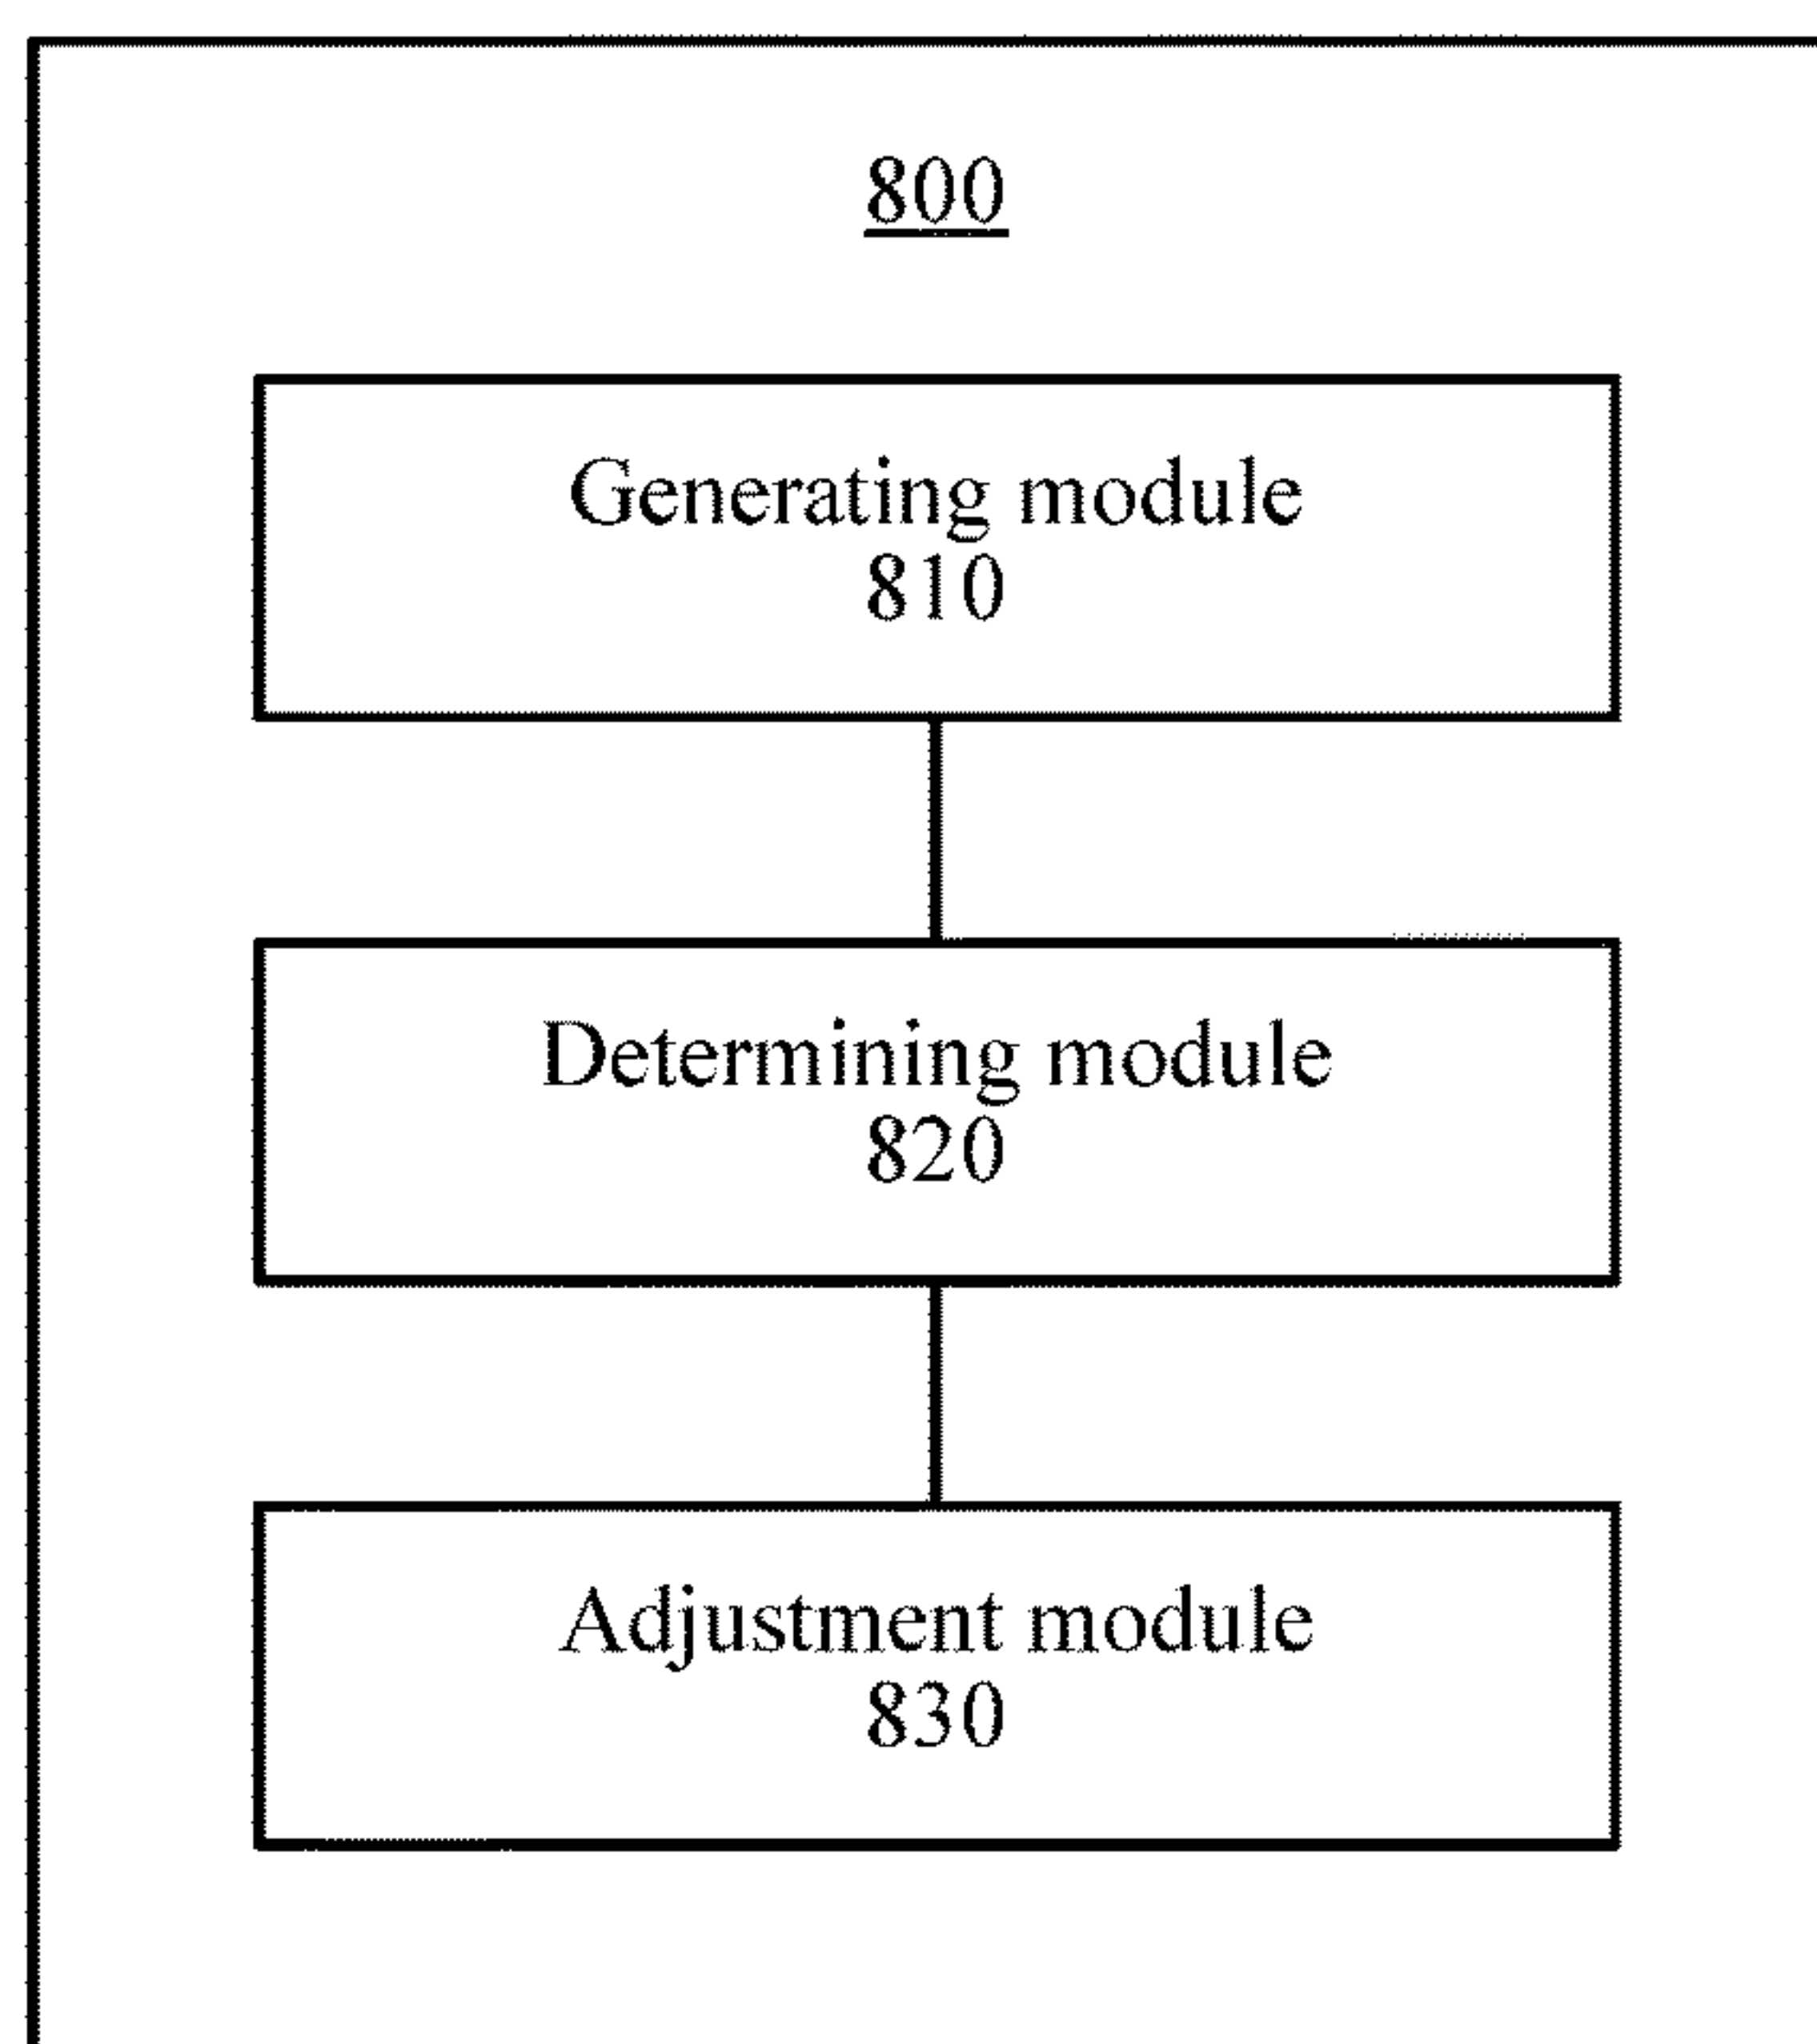 800
Generating module
810
Determining module
820
Adjustment module
830